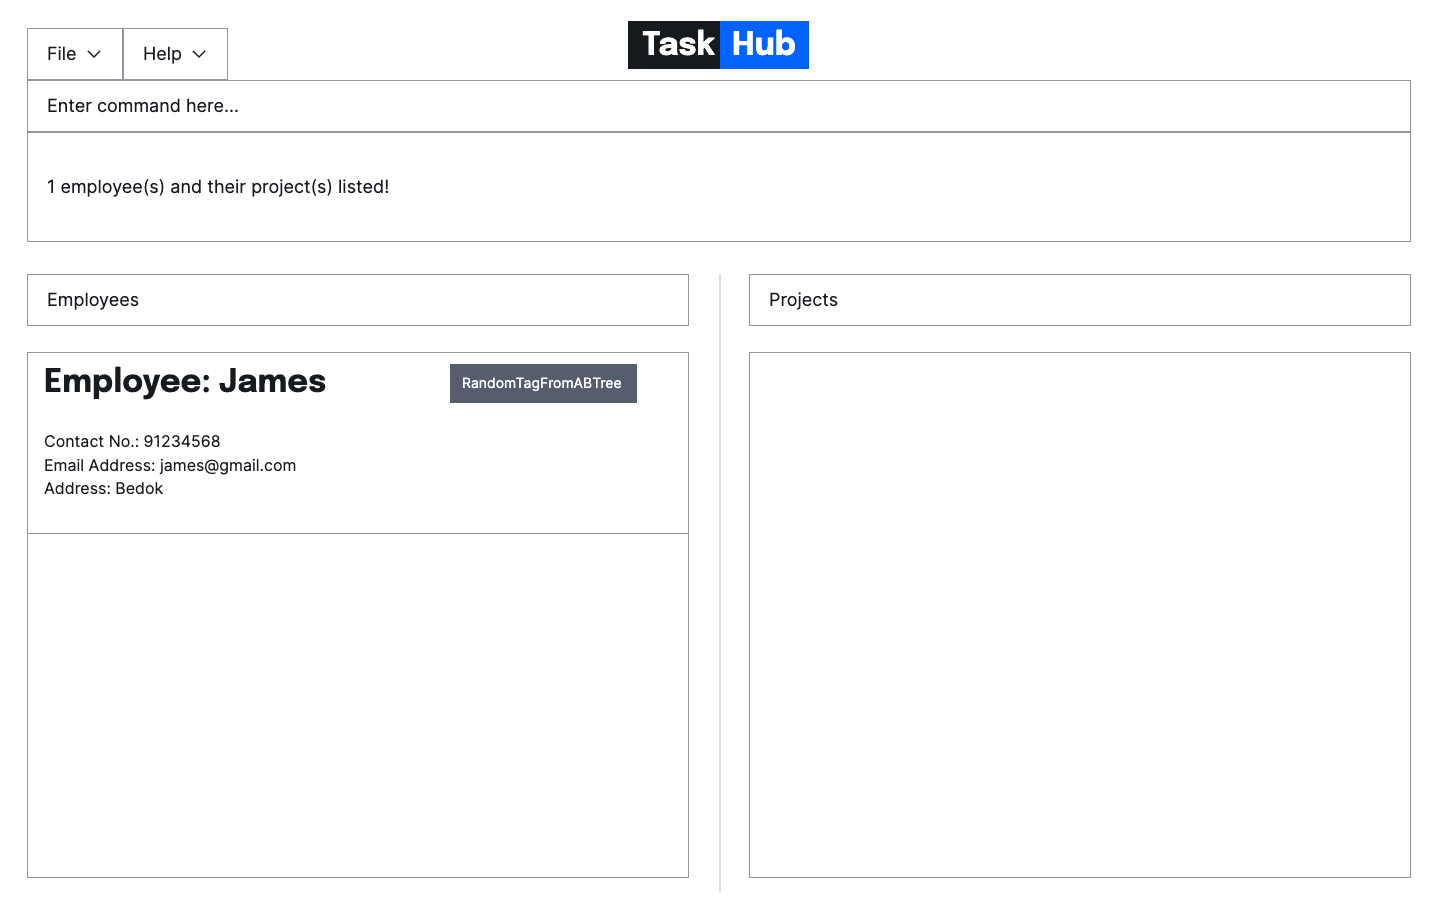 Task Hub
File
Help
Enter command here...
1 employee(s) and their project(s) listed!
Employees
Projects
Employee: James
RandomTagFromABTree
Contact No.: 91234568
Email Address: james@gmail.com
Address: Bedok